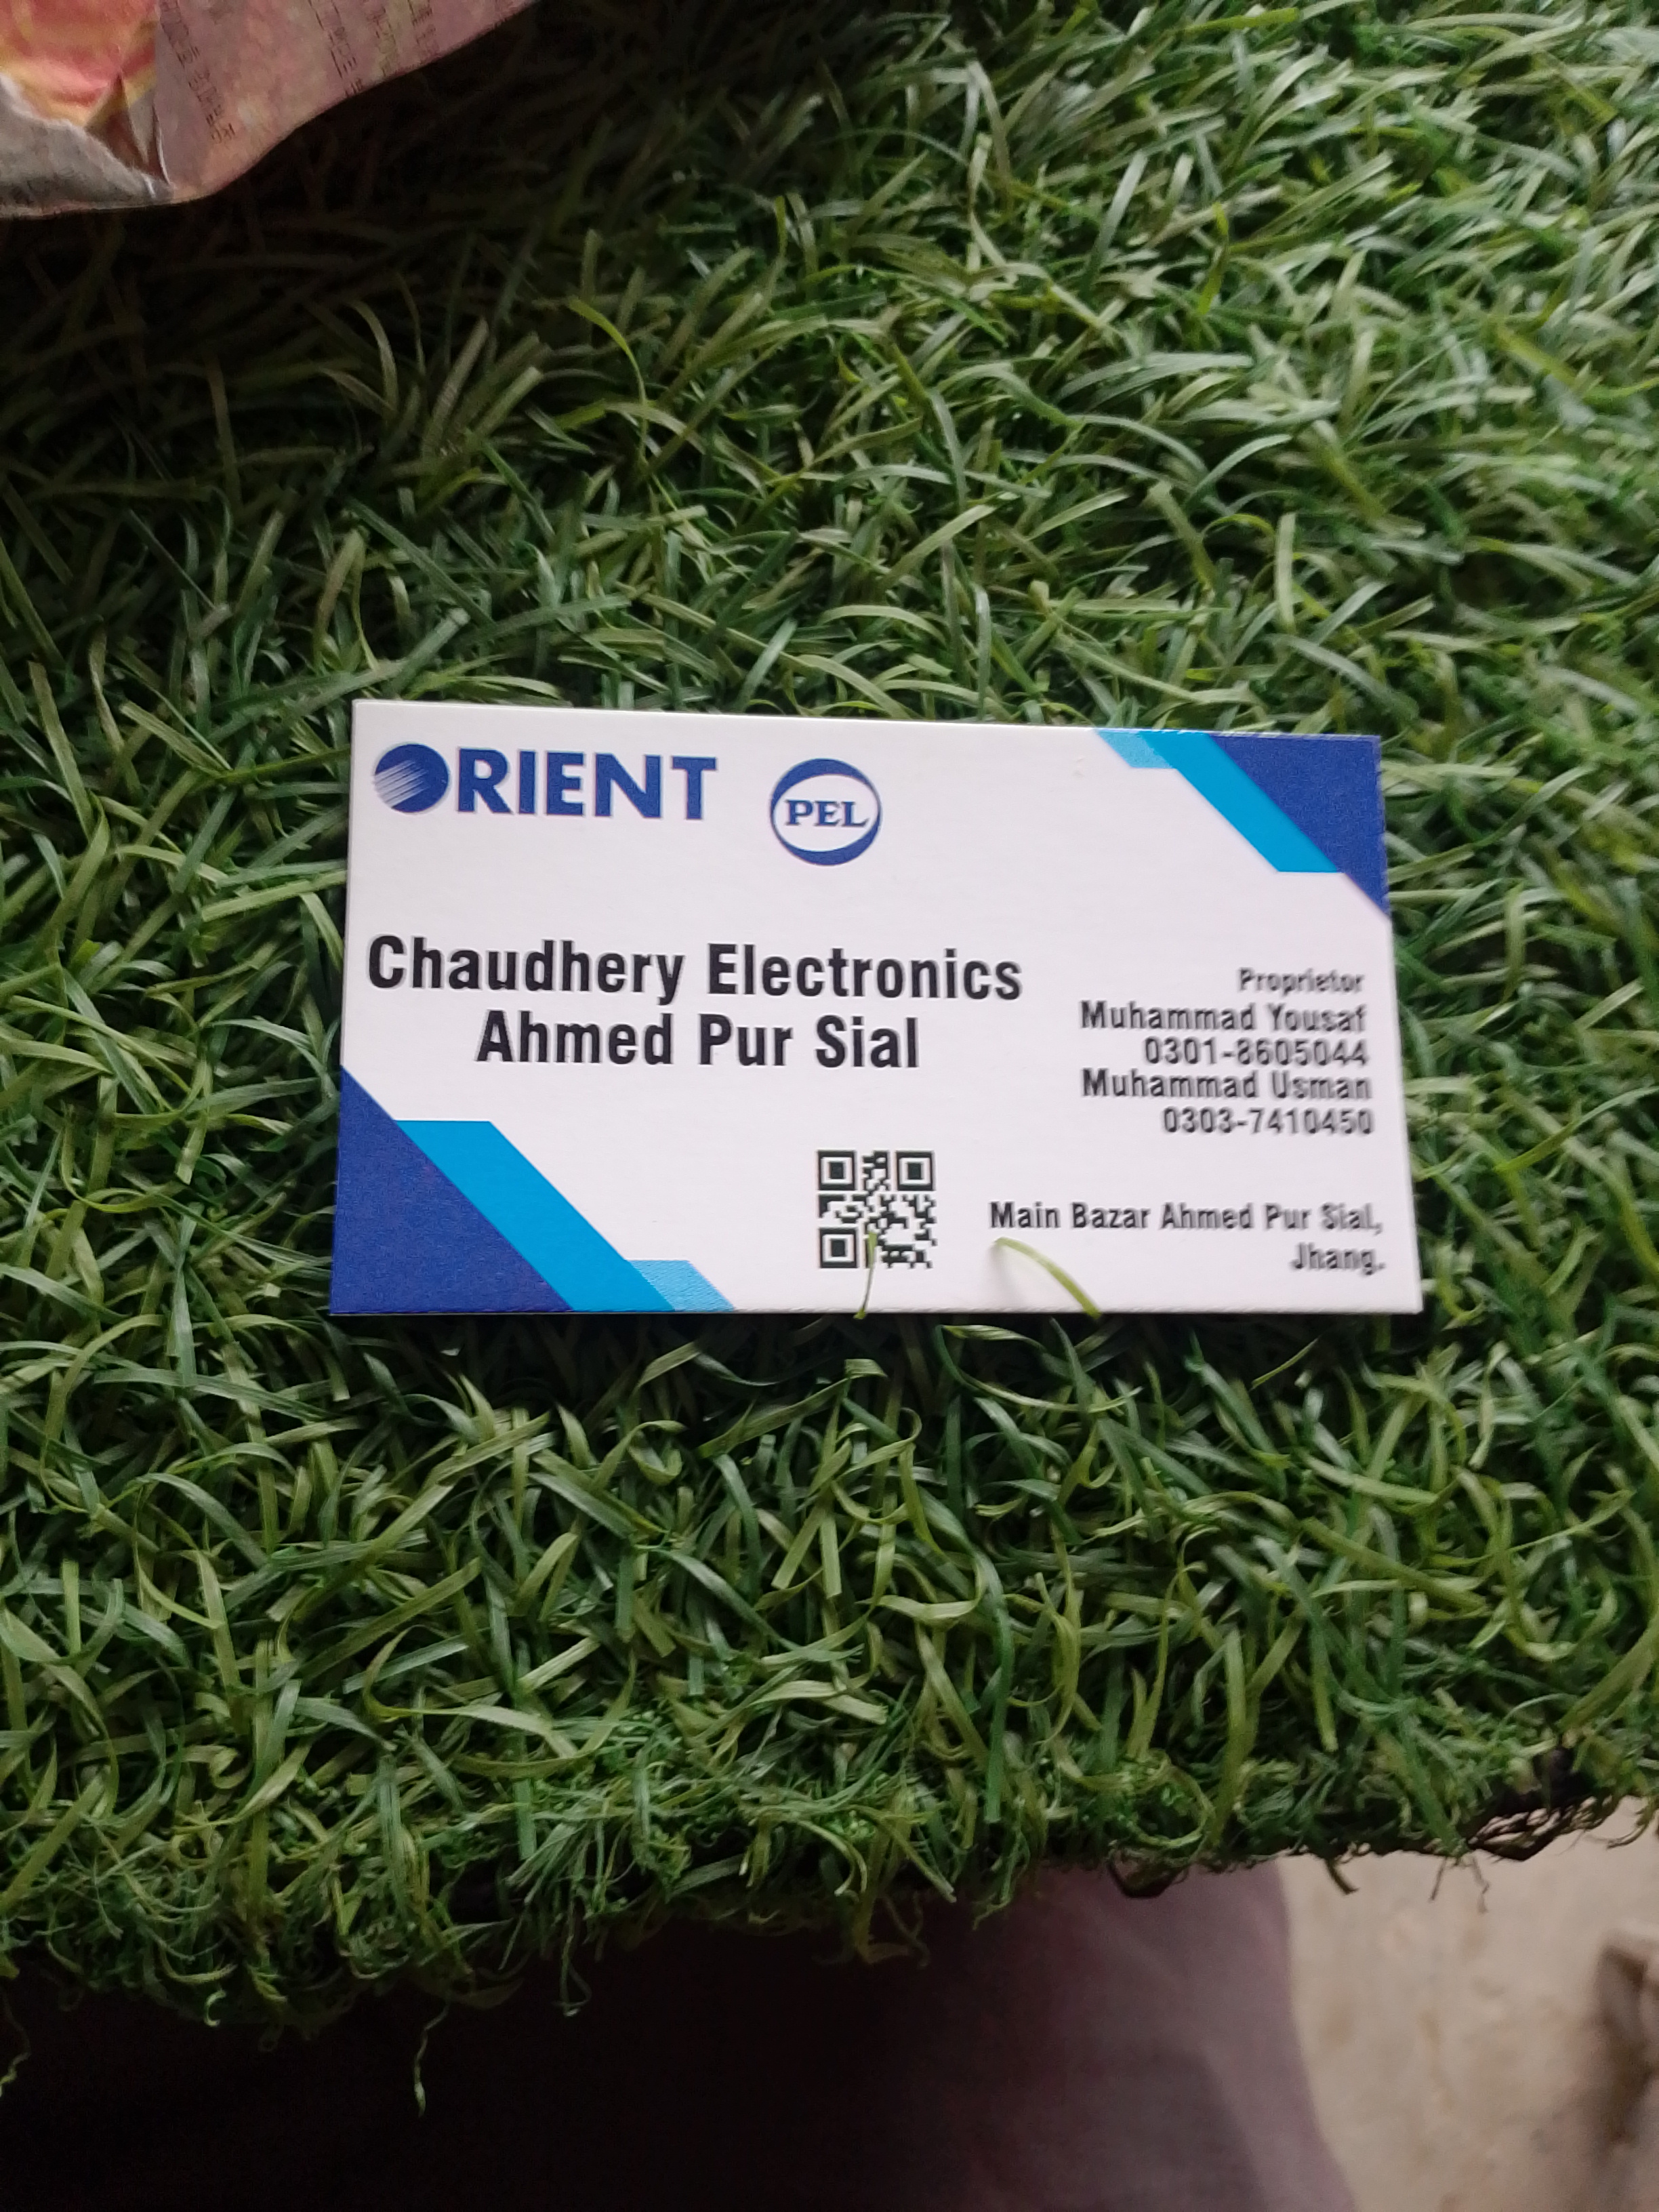 ORIENT
PEL
Chaudhery Electronics
Ahmed Pur Sial
Proprietor
Muhammad Yousaf
0301-8605044
Muhammad Usman
0303-7410450
Main Bazar Ahmed Pur Sial,
Jhang.